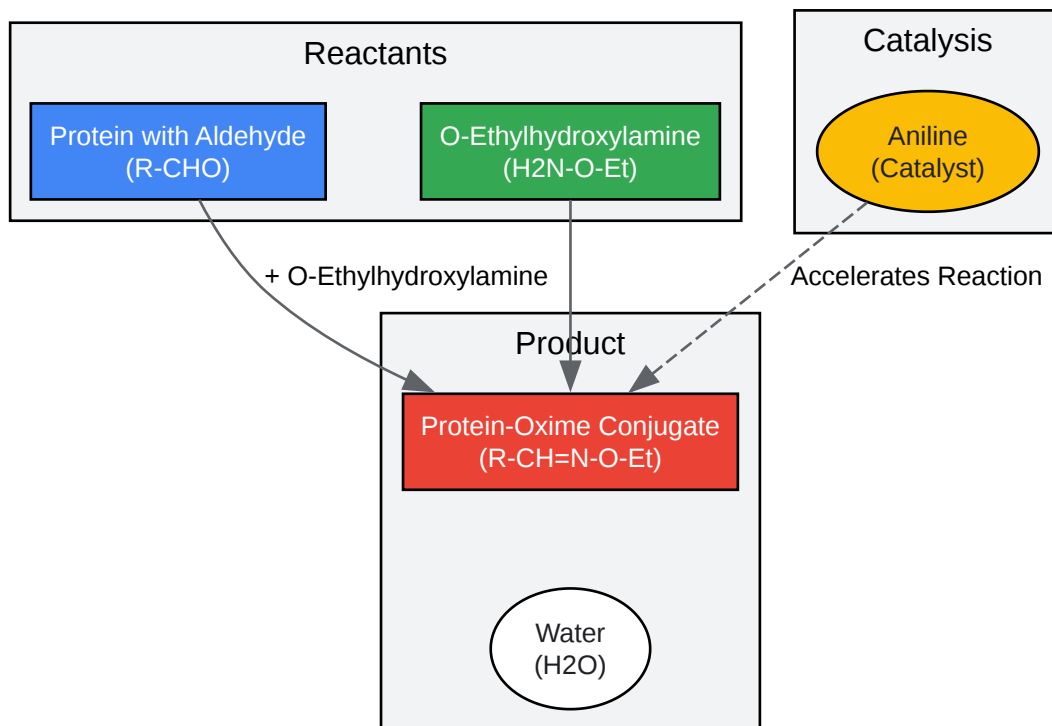 Reactants
Catalysis
Protein with Aldehyde
(R-CHO)
O-Ethylhydroxylamine
(H2N-O-Et)
Aniline
(Catalyst)
+ O-Ethylhydroxylamine
Accelerates Reaction
Product
Protein-Oxime Conjugate
(R-CH=N-O-Et)
Water
(H2O)